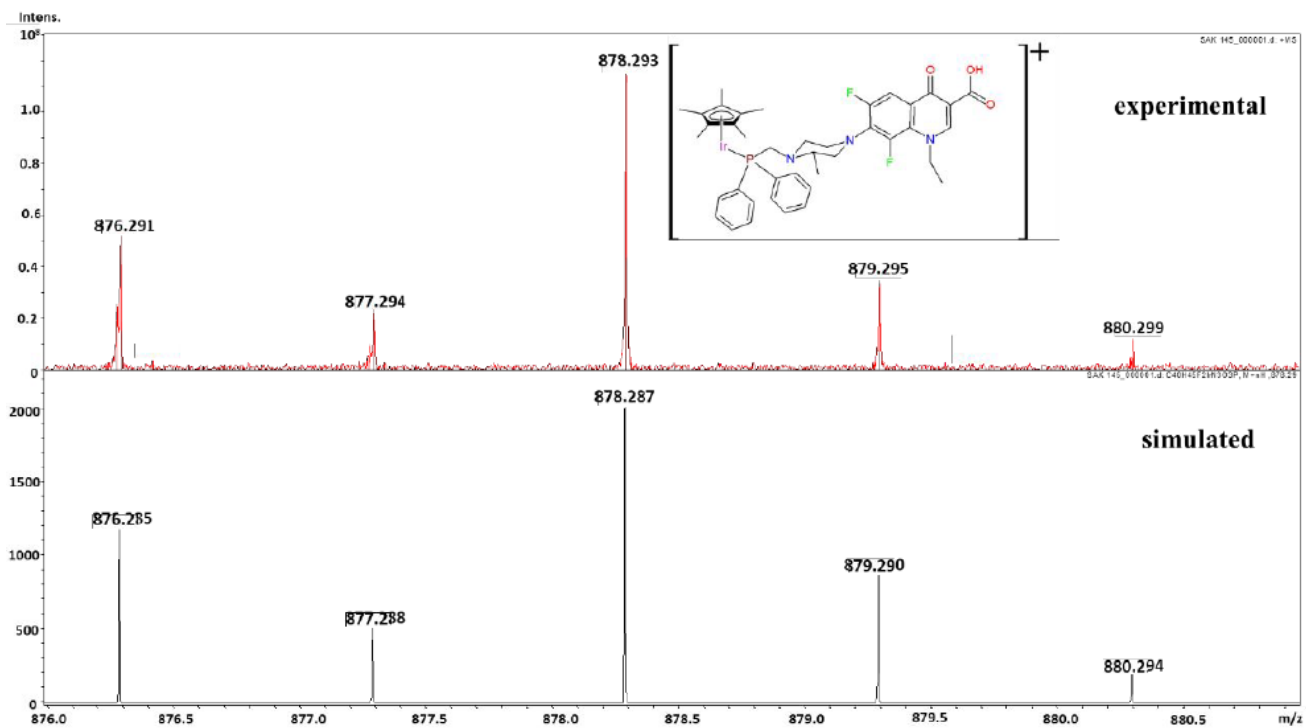 Intens.
10⁸
SAK 145_000001.d: +MS
878.293
+
O
OH
F
O
experimental
1.0
N
Ir
P
N
N
0.8
F
0.6
876.291
879.295
0.4
877.294
880.299
0.2
0
878.287
2000
simulated
1500
876.285
879.290
1000
877.288
500
880.294
0
876.0 876.5 877.0 877.5 878.0 878.5 879.0 879.5 880.0 880.5 m/z